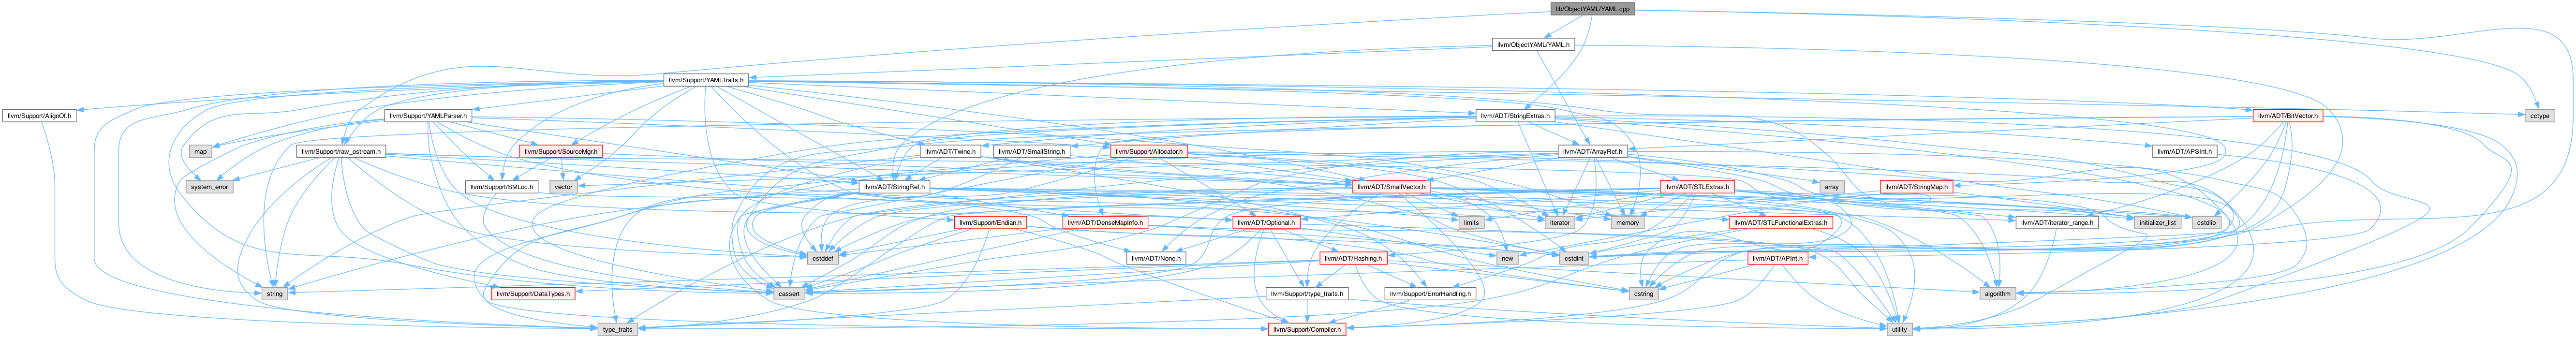 lib/ObjectYAML/YAML.cpp
llvm/ObjectYAML/YAML.h
llvm/Support/YAMLTraits.h
llvm/Support/AlignOf.h
llvm/Support/YAMLParser.h
llvm/ADT/StringExtras.h
cctype
llvm/ADT/BitVector.h
map
llvm/Support/raw_ostream.h
llvm/Support/SourceMgr.h
llvm/ADT/Twine.h
llvm/ADT/SmallString.h
llvm/Support/Allocator.h
llvm/ADT/ArrayRef.h
llvm/ADT/APSInt.h
system_error
llvm/Support/SMLoc.h
vector
llvm/ADT/StringRef.h
llvm/ADT/SmallVector.h
llvm/ADT/STLExtras.h
array
llvm/ADT/StringMap.h
llvm/Support/Endian.h
llvm/ADT/DenseMapInfo.h
llvm/ADT/Optional.h
limits
iterator
memory
llvm/ADT/STLFunctionalExtras.h
llvm/ADT/iterator_range.h
initializer_list
cstdlib
cstddef
llvm/ADT/None.h
llvm/ADT/Hashing.h
new
cstdint
llvm/ADT/APInt.h
string
llvm/Support/DataTypes.h
cassert
llvm/Support/type_traits.h
llvm/Support/ErrorHandling.h
cstring
algorithm
type_traits
llvm/Support/Compiler.h
utility